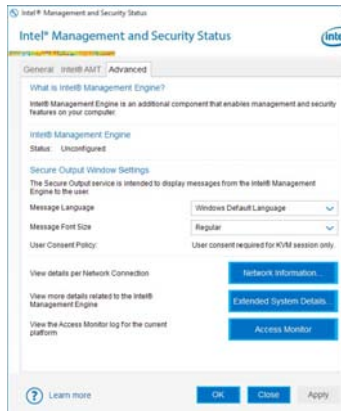 Intel® Management and Security Status
Intel® Management and Security Status
General Intel® AMT Advanced
What is Intel® Management Engine?
Intel® Management Engine is an additional component that enables management and security
features on your computer.
Intel® Management Engine
Status: Unconfigured
Secure Output Window Settings
The Secure Output service is intended to display messages from the Intel® Management
Engine to the user.
Message Language Windows Default Language
Message Font Size Regular
User Consent Policy: User consent required for KVM session only.
View details per Network Connection Network Information...
View more details related to the Intel®
Management Engine Extended System Details...
View the Access Monitor log for the current
platform Access Monitor
? Learn more OK Close Apply